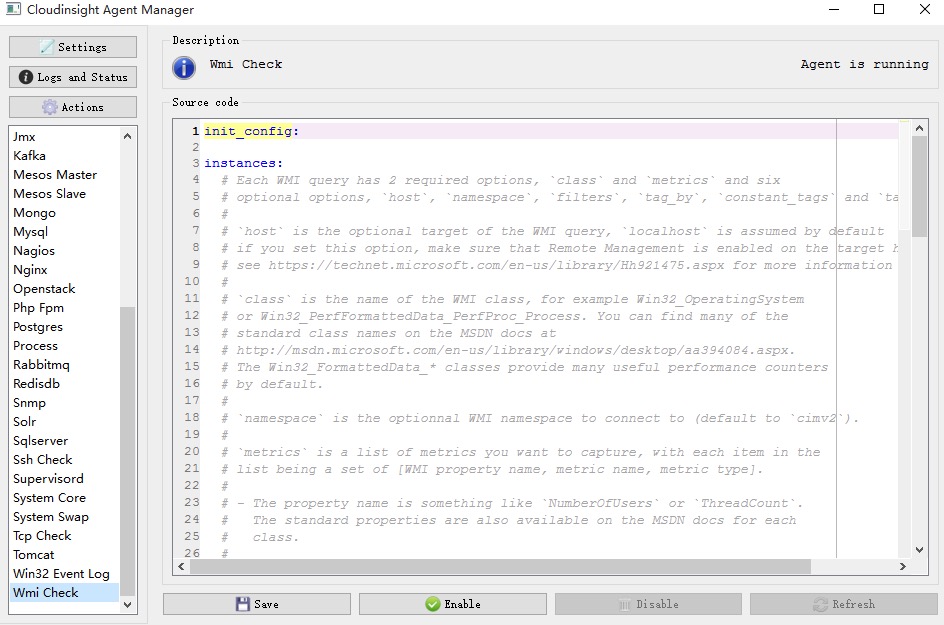 Cloudinsight Agent Manager
Settings
Logs and Status
Actions
Jmx
Kafka
Mesos Master
Mesos Slave
Mongo
Mysql
Nagios
Nginx
Openstack
Php Fpm
Postgres
Process
Rabbitmq
Redisdb
Snmp
Solr
Sqlserver
Ssh Check
Supervisord
System Core
System Swap
Tcp Check
Tomcat
Win32 Event Log
Wmi Check
Description
Wmi Check
Agent is running
Source code
1 init_config:
2
3 instances:
4 # Each WMI query has 2 required options, `class` and `metrics` and six
5 # optional options, `host`, `namespace`, `filters`, `tag_by`, `constant_tags` and `ta
6 #
7 # `host` is the optional target of the WMI query, `localhost` is assumed by default
8 # if you set this option, make sure that Remote Management is enabled on the target h
9 # see https://technet.microsoft.com/en-us/library/Hh921475.aspx for more information
10 #
11 # `class` is the name of the WMI class, for example Win32_OperatingSystem
12 # or Win32_PerfFormattedData_PerfProc_Process. You can find many of the
13 # standard class names on the MSDN docs at
14 # http://msdn.microsoft.com/en-us/library/windows/desktop/aa394084.aspx.
15 # The Win32_FormattedData_* classes provide many useful performance counters
16 # by default.
17 #
18 # `namespace` is the optionnal WMI namespace to connect to (default to `cimv2`).
19 #
20 # `metrics` is a list of metrics you want to capture, with each item in the
21 # list being a set of [WMI property name, metric name, metric type].
22 #
23 # - The property name is something like `NumberOfUsers` or `ThreadCount`.
24 #   The standard properties are also available on the MSDN docs for each
25 #   class.
26 #
Save
Enable
Disable
Refresh